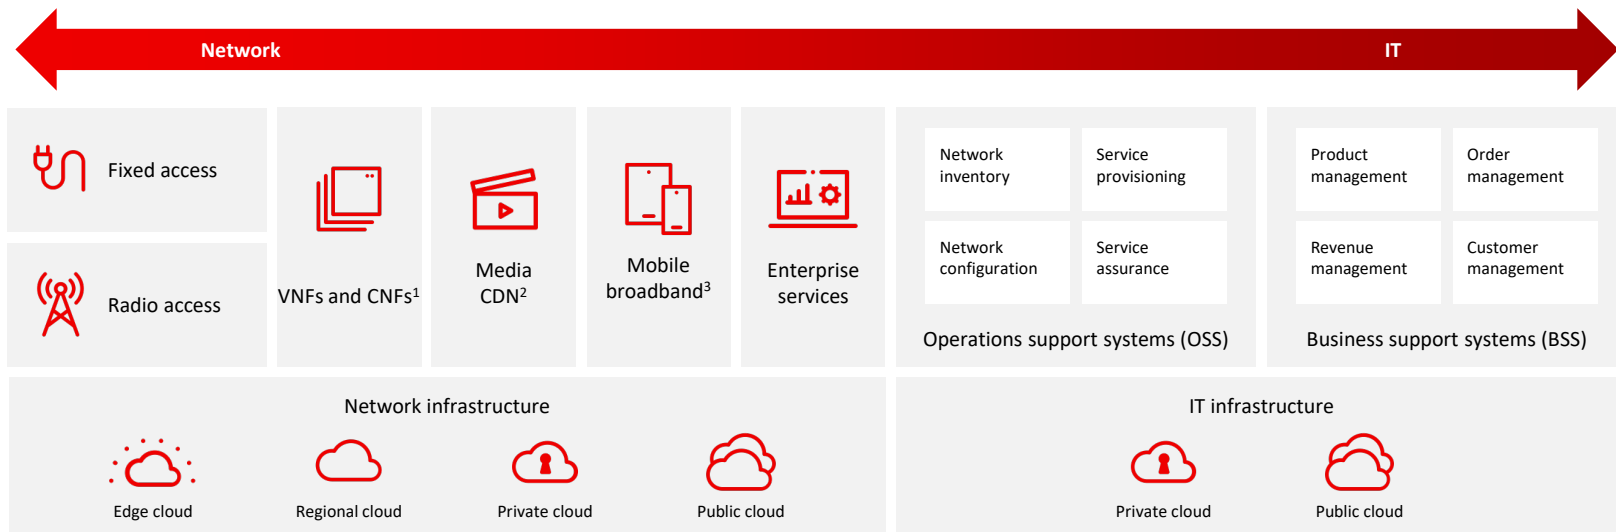 Network
IT
Fixed access
Radio access
VNFs and CNFs¹
Media
CDN²
Mobile
broadband³
Enterprise
services
Network
inventory
Service
provisioning
Network
configuration
Service
assurance
Operations support systems (OSS)
Product
management
Order
management
Revenue
management
Customer
management
Business support systems (BSS)
Network infrastructure
Edge cloud
Regional cloud
Private cloud
Public cloud
IT infrastructure
Private cloud
Public cloud